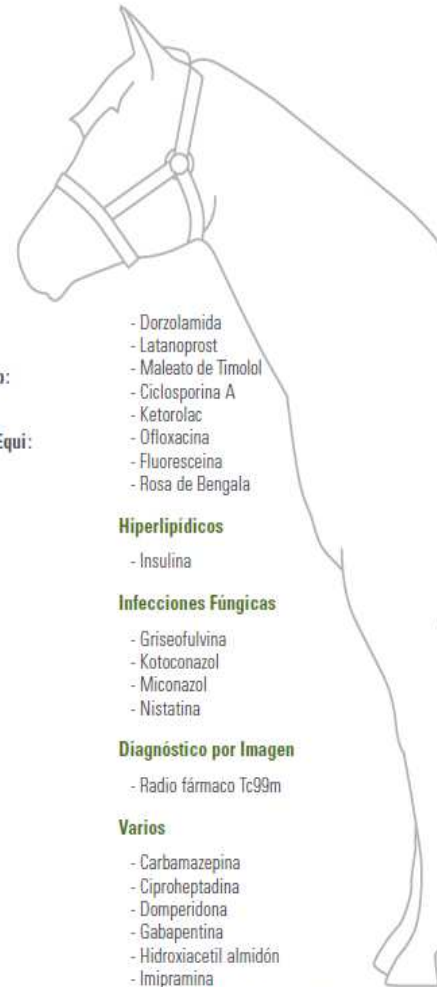 - Dorzolamida
- Latanoprost
o:
- Maleato de Timolol
- Ciclosporina A
- Ketorolac
Equi:
- Ofloxacina
- Fluoresceina
- Rosa de Bengala
Hiperlipídicos
- Insulina
Infecciones Fúngicas
- Griseofulvina
- Kotoconazol
- Miconazol
- Nistatina
Diagnóstico por Imagen
- Radio fármaco Tc99m
Varios
- Carbamazepina
- Ciproheptadina
- Domperidona
- Gabapentina
- Hidroxiacetil almidón
- Imipramina